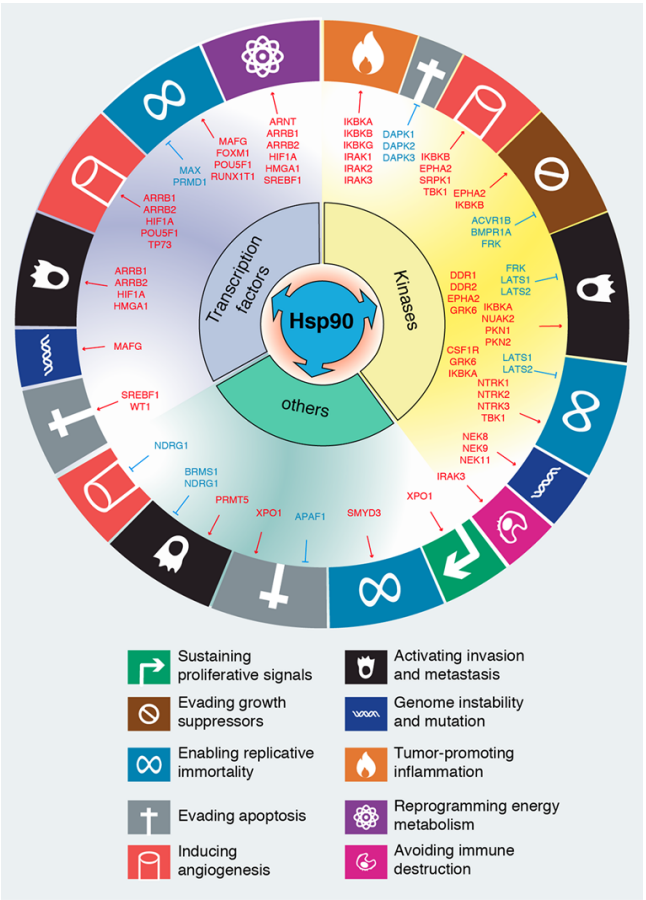 ARNT
ARRB1
ARRB2
HIF1A
HMGA1
SREBF1
MAFG
FOXM1
POU5F1
RUNX1T1
MAX
PRMD1
ARRB1
ARRB2
HIF1A
POU5F1
TP73
ARRB1
ARRB2
HIF1A
HMGA1
MAFG
SREBF1
WT1
IKBKA
IKBKB
IKBKG
IRAK1
IRAK2
IRAK3
DAPK1
DAPK2
DAPK3
IKBKB
EPHA2
SRPK1
TBK1
EPHA2
IKBKB
ACVR1B
BMPR1A
FRK
FRK
LATS1
LATS2
DDR1
DDR2
EPHA2
GRK6
IKBKA
NUAK2
PKN1
PKN2
LATS1
LATS2
CSF1R
GRK6
IKBKA
NTRK1
NTRK2
NTRK3
TBK1
NEK8
NEK9
NEK11
IRAK3
Transcription
factors
Kinases
Hsp90
others
NDRG1
BRMS1
NDRG1
PRMT5
XPO1
APAF1
SMYD3
XPO1
Sustaining
proliferative signals
Evading growth
suppressors
Enabling replicative
immortality
Evading apoptosis
Inducing
angiogenesis
Activating invasion
and metastasis
Genome instability
and mutation
Tumor-promoting
inflammation
Reprogramming energy
metabolism
Avoiding immune
destruction